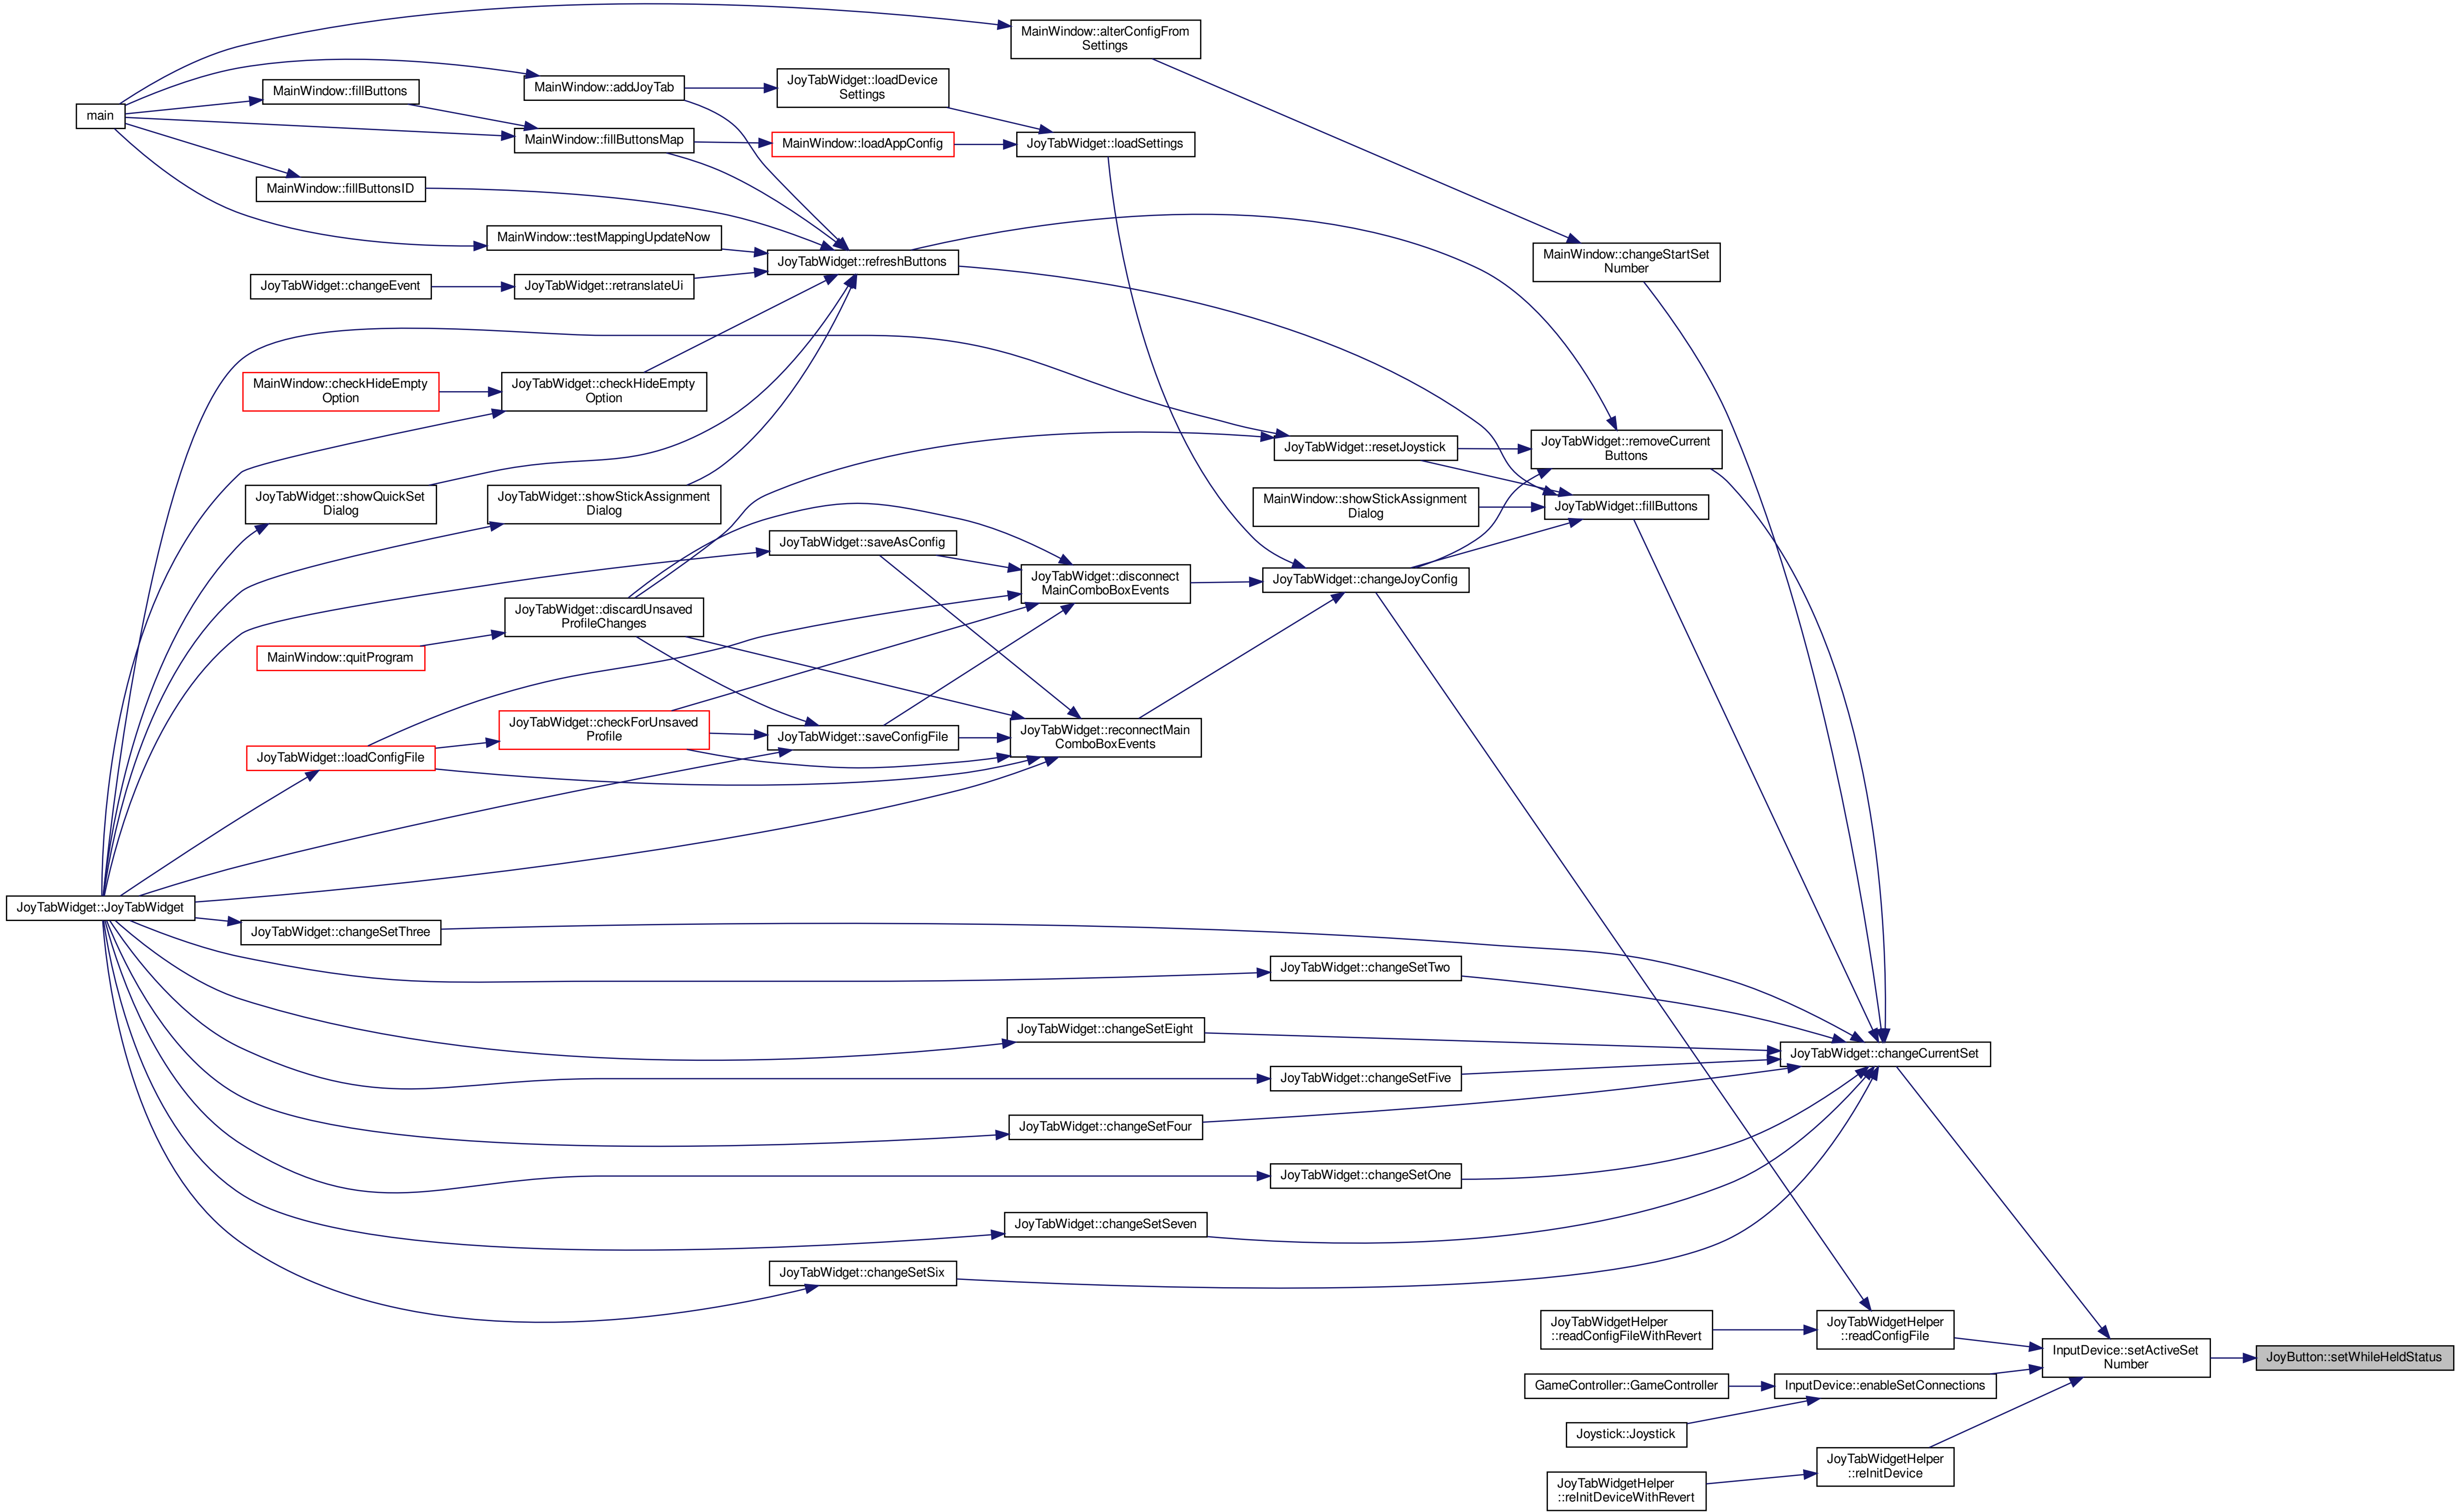 MainWindow::alterConfigFrom
Settings
JoyTabWidget::loadDevice
Settings
MainWindow::addJoyTab
MainWindow::fillButtons
main
MainWindow::fillButtonsMap
MainWindow::loadAppConfig
JoyTabWidget::loadSettings
MainWindow::fillButtonsID
MainWindow::testMappingUpdateNow
JoyTabWidget::refreshButtons
MainWindow::changeStartSet
Number
JoyTabWidget::changeEvent
JoyTabWidget::retranslateUi
MainWindow::checkHideEmpty
Option
JoyTabWidget::checkHideEmpty
Option
JoyTabWidget::resetJoystick
JoyTabWidget::removeCurrent
Buttons
JoyTabWidget::showQuickSet
Dialog
JoyTabWidget::showStickAssignment
Dialog
MainWindow::showStickAssignment
Dialog
JoyTabWidget::fillButtons
JoyTabWidget::saveAsConfig
JoyTabWidget::disconnect
MainComboBoxEvents
JoyTabWidget::changeJoyConfig
JoyTabWidget::discardUnsaved
ProfileChanges
MainWindow::quitProgram
JoyTabWidget::checkForUnsaved
Profile
JoyTabWidget::saveConfigFile
JoyTabWidget::reconnectMain
ComboBoxEvents
JoyTabWidget::loadConfigFile
JoyTabWidget::JoyTabWidget
JoyTabWidget::changeSetThree
JoyTabWidget::changeSetTwo
JoyTabWidget::changeSetEight
JoyTabWidget::changeCurrentSet
JoyTabWidget::changeSetFive
JoyTabWidget::changeSetFour
JoyTabWidget::changeSetOne
JoyTabWidget::changeSetSeven
JoyTabWidget::changeSetSix
JoyTabWidgetHelper
::readConfigFileWithRevert
JoyTabWidgetHelper
::readConfigFile
InputDevice::setActiveSet
Number
JoyButton::setWhileHeldStatus
GameController::GameController
InputDevice::enableSetConnections
Joystick::Joystick
JoyTabWidgetHelper
::reInitDevice
JoyTabWidgetHelper
::reInitDeviceWithRevert